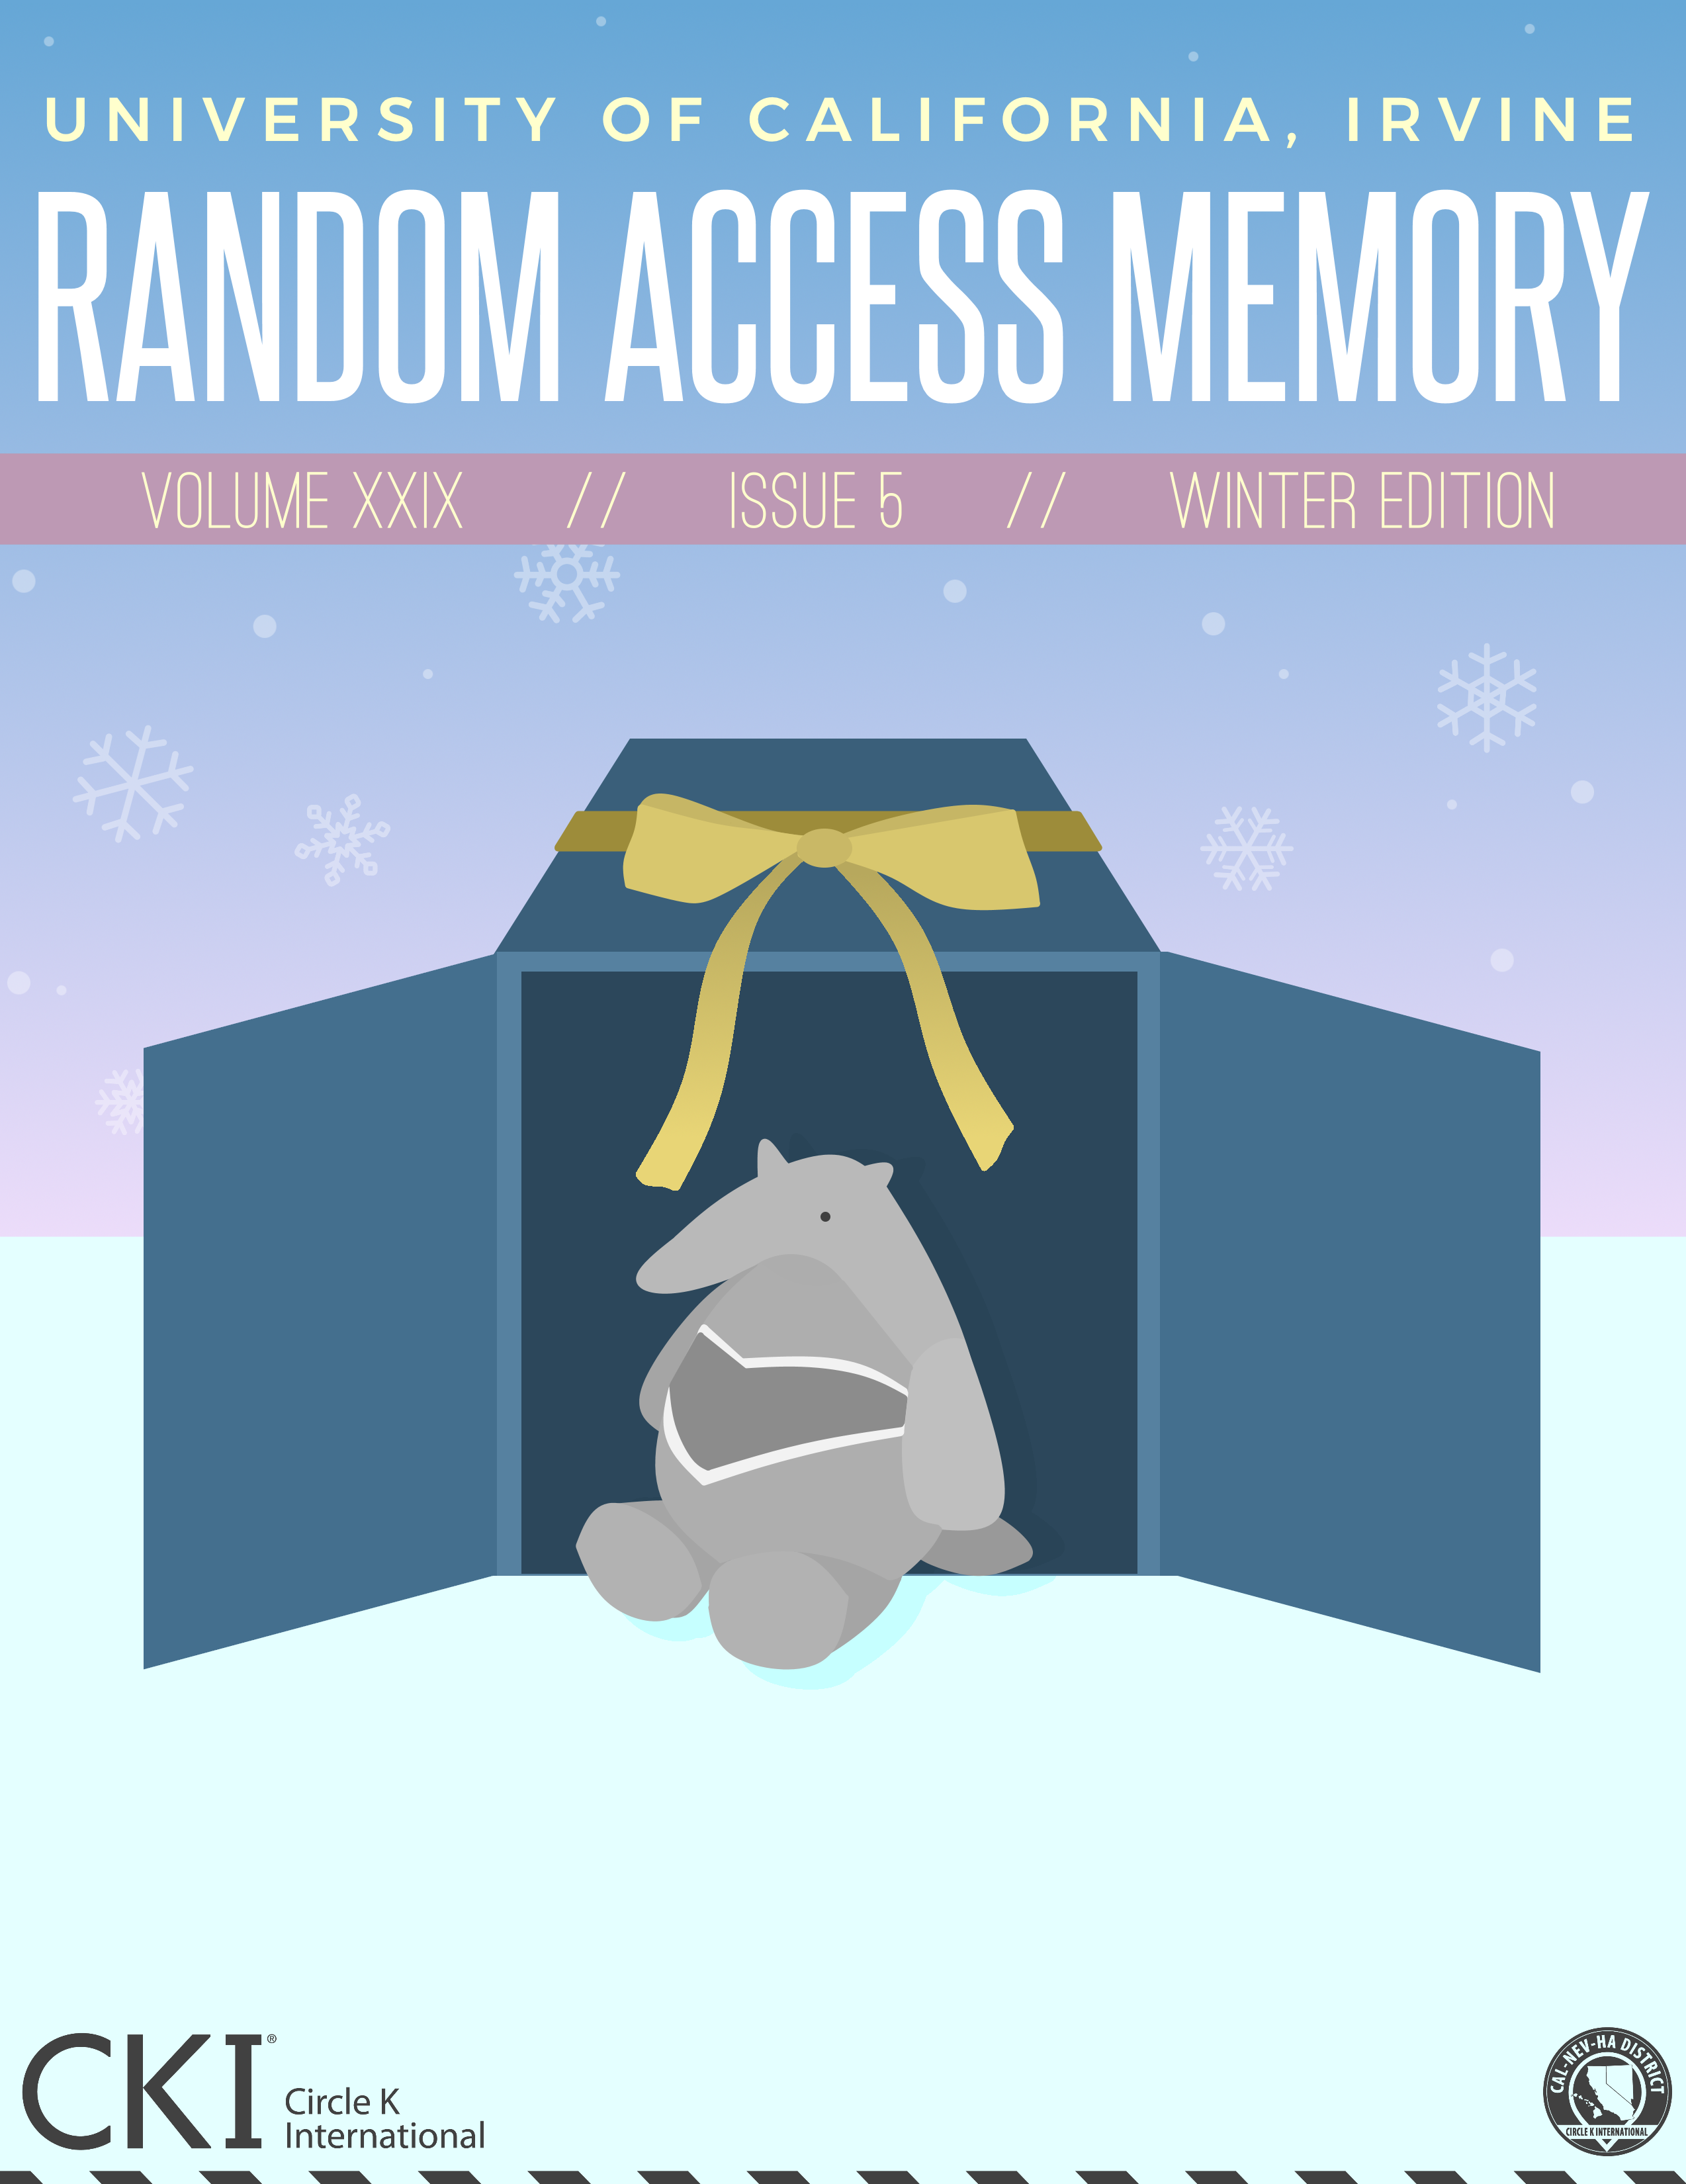 UNIVERSITY OF CALIFORNIA, IRVINE
RANDOM ACCESS MEMORY
VOLUME XXIX // ISSUE 5 // WINTER EDITION
CKI®
Circle K
International
CAL-NEV-HA DISTRICT
CIRCLE K INTERNATIONAL